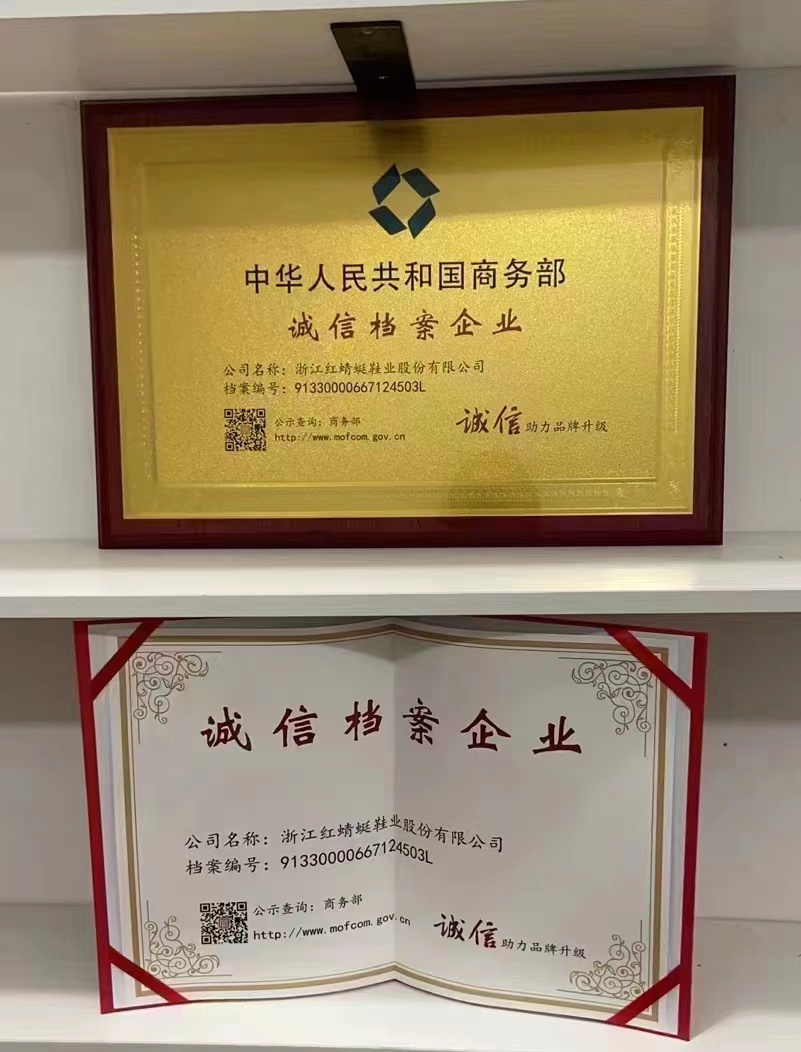 中华人民共和国商务部
诚信档案企业
公司名称：浙江红蜻蜓鞋业股份有限公司
档案编号：91330000667124503L
公示查询：商务部
http://www.mofcom.gov.cn
诚信助力品牌升级
诚信档案企业
公司名称：浙江红蜻蜓鞋业股份有限公司
档案编号：91330000667124503L
公示查询：商务部
http://www.mofcom.gov.cn
诚信助力品牌升级